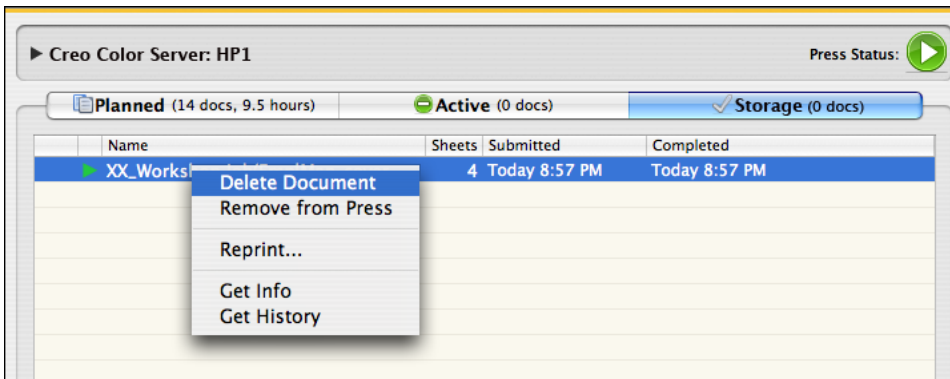 Creo Color Server: HP1 Press Status:
Planned (14 docs, 9.5 hours) Active (0 docs) Storage (0 docs)
Name Sheets Submitted Completed
4 Today 8:57 PM Today 8:57 PM
Delete Document
Remove from Press
Reprint...
Get Info
Get History